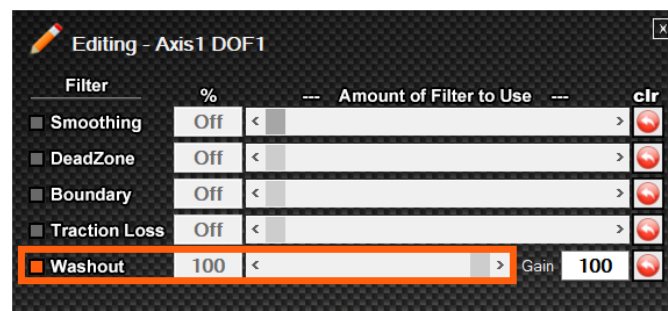 Editing - Axis1 DOF1
x
Filter % --- Amount of Filter to Use --- clr
Smoothing Off < >
DeadZone Off < >
Boundary Off < >
Traction Loss Off < >
Washout 100 < > Gain 100